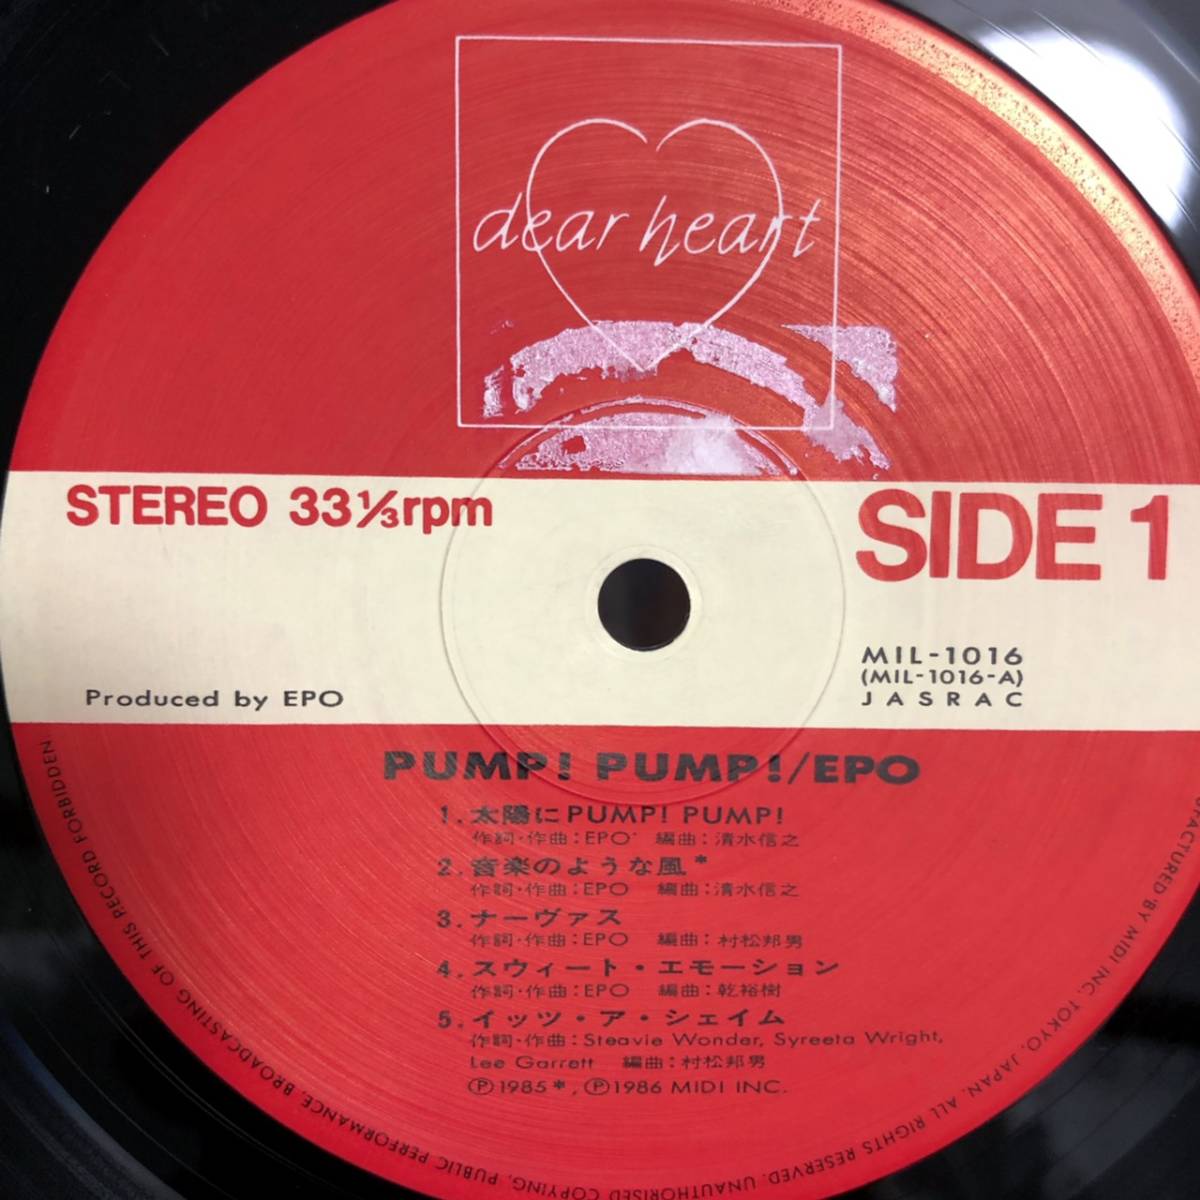 dear heart
STEREO 33⅓rpm
SIDE 1
MIL-1016
(MIL-1016-A)
JASRAC
Produced by EPO
PUMP! PUMP!/EPO
1. 太陽にPUMP! PUMP!
作詞・作曲：EPO 編曲：清水信之
2. 音楽のような風*
作詞・作曲：EPO 編曲：清水信之
3. ナーヴァス
作詞・作曲：EPO 編曲：村松邦男
4. スウィート・エモーション
作詞・作曲：EPO 編曲：乾裕樹
5. イッツ・ア・シェイム
作詞・作曲：Steavie Wonder, Syreeta Wright,
Lee Garrett 編曲：村松邦男
Ⓟ1985*, Ⓟ1986 MIDI INC.
FACTURED BY MIDI INC. TOKYO, JAPAN. ALL RIGHTS RESERVED. UNAUTHORISED COPYING, PUBLIC PERFORMANCE, BROADCASTING OF THIS RECORD FORBIDDEN.